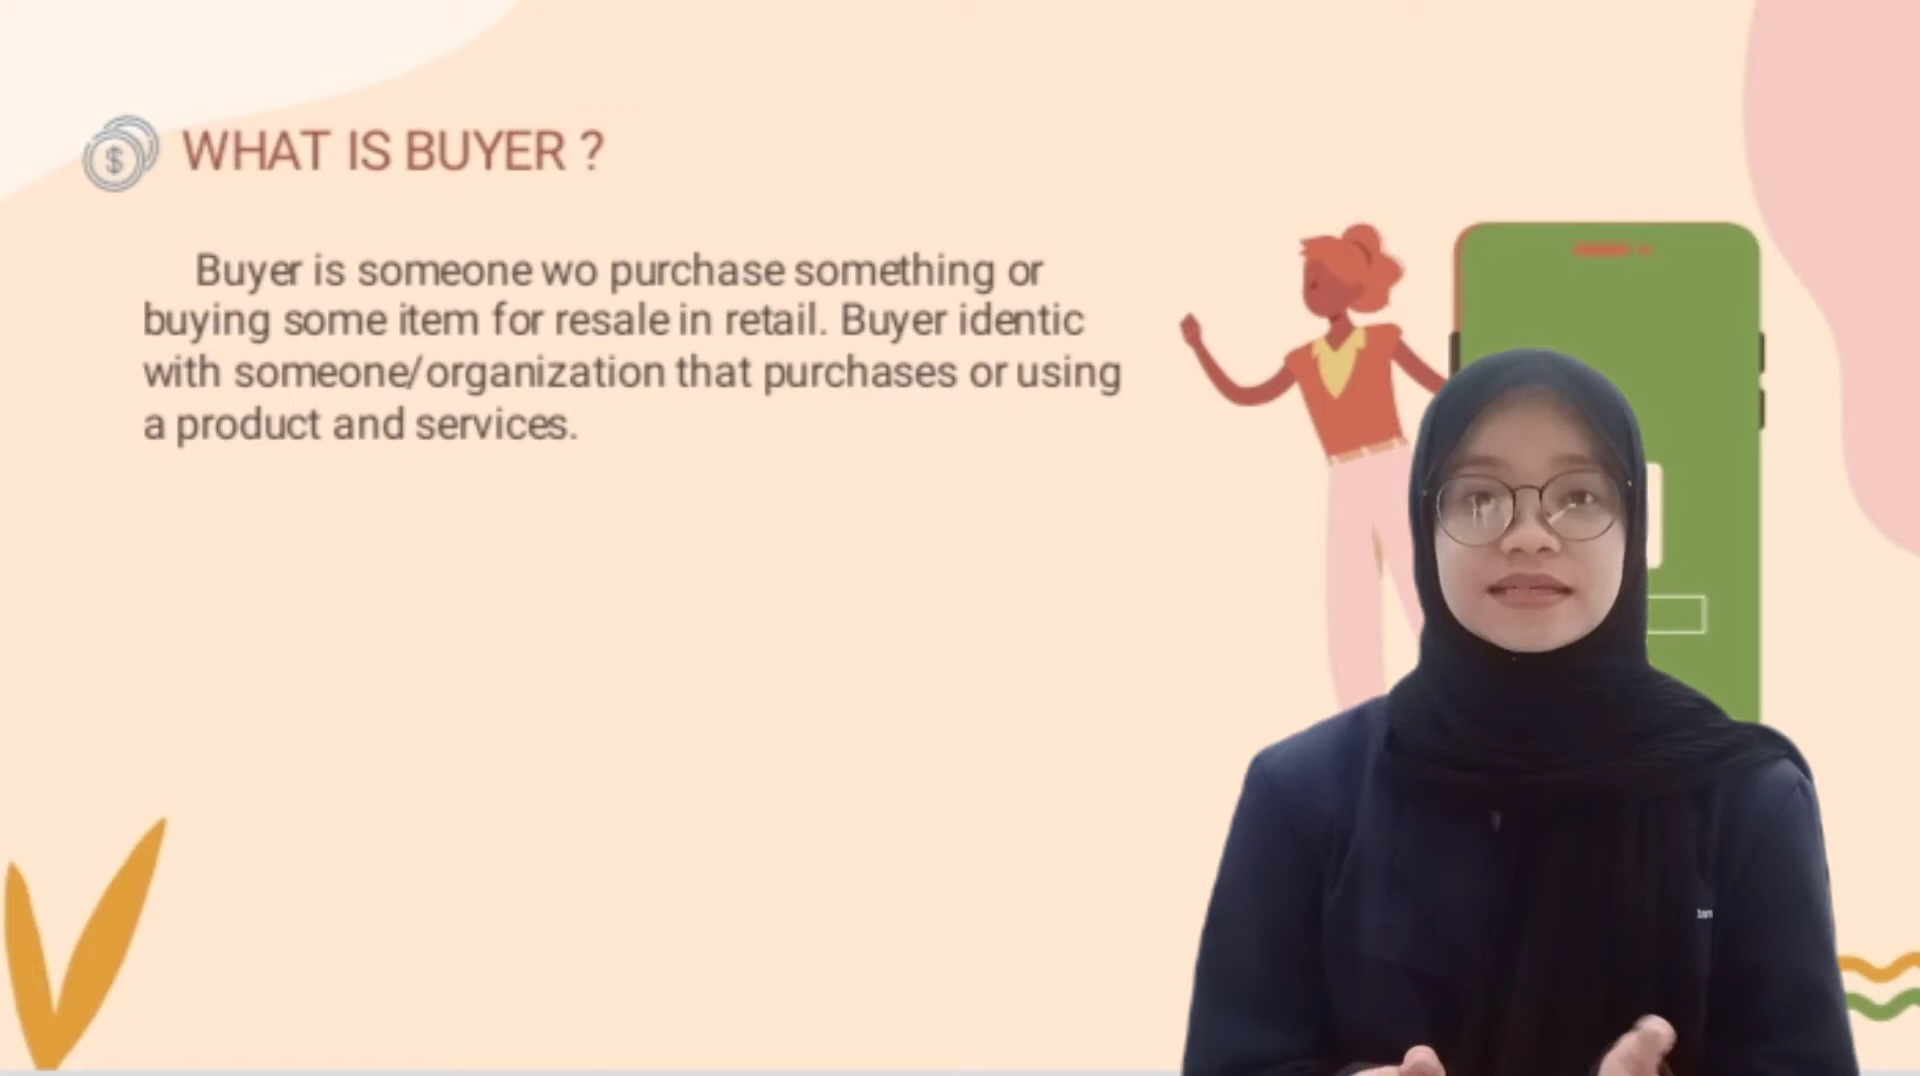 WHAT IS BUYER ?
Buyer is someone wo purchase something or
buying some item for resale in retail. Buyer identic
with someone/organization that purchases or using
a product and services.